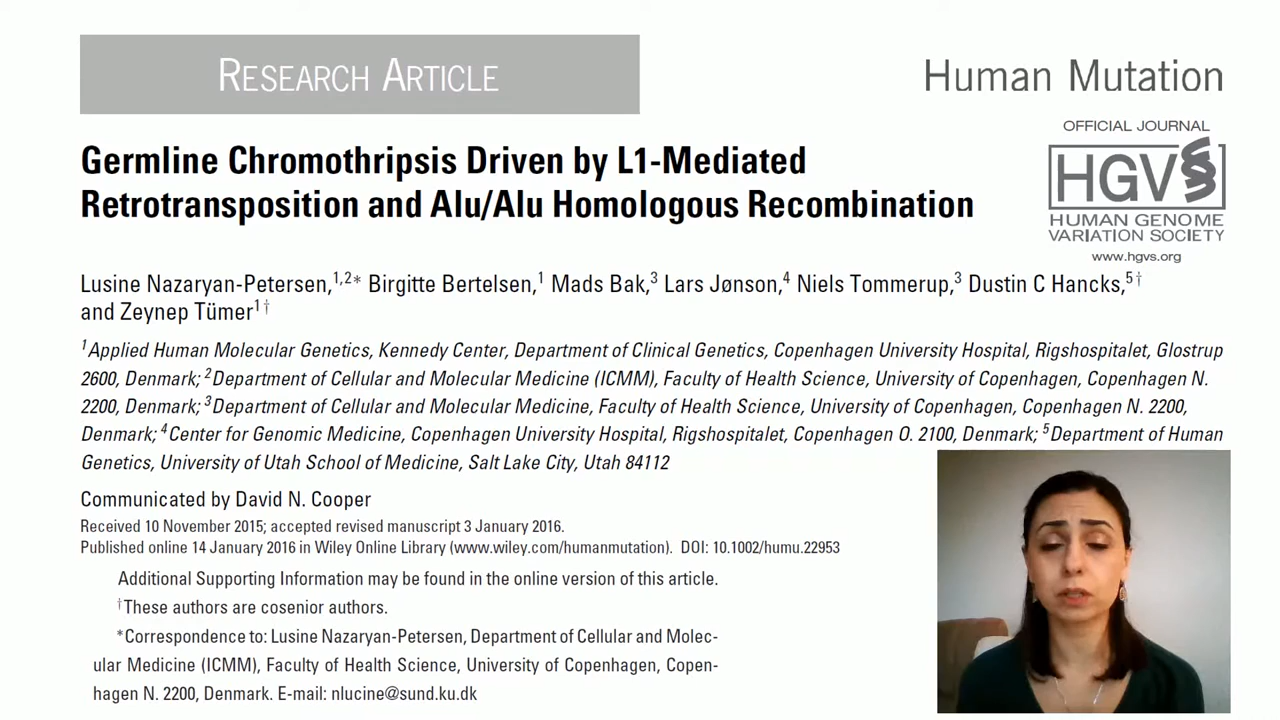 RESEARCH ARTICLE
Human Mutation
OFFICIAL JOURNAL
HGVS
HUMAN GENOME
VARIATION SOCIETY
www.hgvs.org
Germline Chromothripsis Driven by L1-Mediated
Retrotransposition and Alu/Alu Homologous Recombination
Lusine Nazaryan-Petersen,1,2* Birgitte Bertelsen,1 Mads Bak,3 Lars Jønson,4 Niels Tommerup,3 Dustin C Hancks,5†
and Zeynep Tümer1†
1Applied Human Molecular Genetics, Kennedy Center, Department of Clinical Genetics, Copenhagen University Hospital, Rigshospitalet, Glostrup
2600, Denmark; 2Department of Cellular and Molecular Medicine (ICMM), Faculty of Health Science, University of Copenhagen, Copenhagen N.
2200, Denmark; 3Department of Cellular and Molecular Medicine, Faculty of Health Science, University of Copenhagen, Copenhagen N. 2200,
Denmark; 4Center for Genomic Medicine, Copenhagen University Hospital, Rigshospitalet, Copenhagen O. 2100, Denmark; 5Department of Human
Genetics, University of Utah School of Medicine, Salt Lake City, Utah 84112
Communicated by David N. Cooper
Received 10 November 2015; accepted revised manuscript 3 January 2016.
Published online 14 January 2016 in Wiley Online Library (www.wiley.com/humanmutation). DOI: 10.1002/humu.22953
Additional Supporting Information may be found in the online version of this article.
†These authors are cosenior authors.
*Correspondence to: Lusine Nazaryan-Petersen, Department of Cellular and Molec-
ular Medicine (ICMM), Faculty of Health Science, University of Copenhagen, Copen-
hagen N. 2200, Denmark. E-mail: nlucine@sund.ku.dk